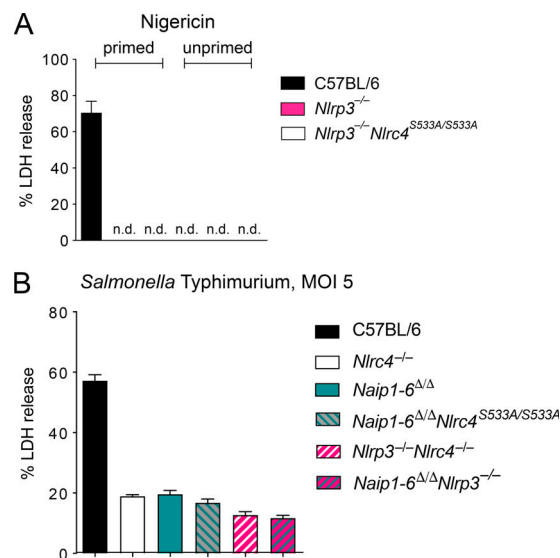 A
Nigericin
primed unprimed
% LDH release
100
80
60
40
20
0
n.d. n.d. n.d. n.d. n.d.
C57BL/6
Nlrp3–/–
Nlrp3–/–Nlrc4S533A/S533A
B
Salmonella Typhimurium, MOI 5
% LDH release
80
60
40
20
0
C57BL/6
Nlrc4–/–
Naip1-6Δ/Δ
Naip1-6Δ/ΔNlrc4S533A/S533A
Nlrp3–/–Nlrc4–/–
Naip1-6Δ/ΔNlrp3–/–